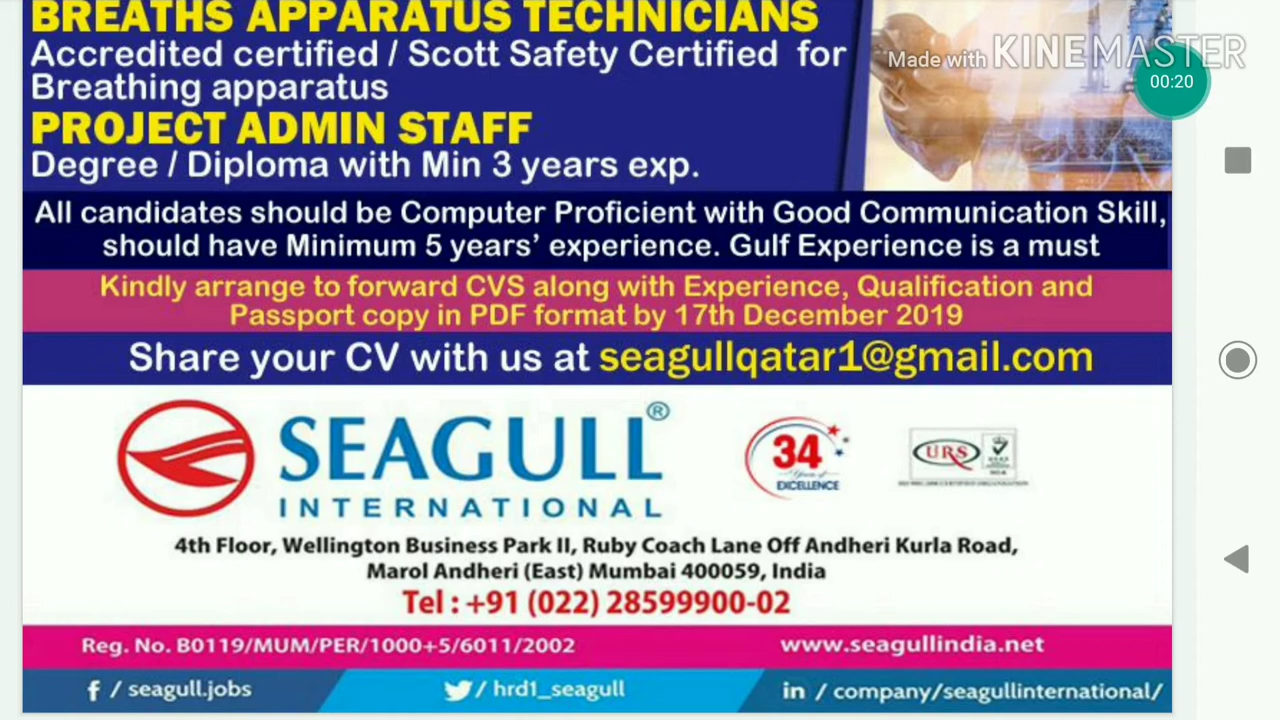 BREATHS APPARATUS TECHNICIANS
Accredited certified / Scott Safety Certified for
Breathing apparatus
PROJECT ADMIN STAFF
Degree / Diploma with Min 3 years exp.
Made with KINEMASTER
00:20
All candidates should be Computer Proficient with Good Communication Skill,
should have Minimum 5 years’ experience. Gulf Experience is a must
Kindly arrange to forward CVS along with Experience, Qualification and
Passport copy in PDF format by 17th December 2019
Share your CV with us at seagullqatar1@gmail.com
SEAGULL®
INTERNATIONAL
34
Years of
EXCELLENCE
URS
4th Floor, Wellington Business Park II, Ruby Coach Lane Off Andheri Kurla Road,
Marol Andheri (East) Mumbai 400059, India
Tel : +91 (022) 28599900-02
Reg. No. B0119/MUM/PER/1000+5/6011/2002
www.seagullindia.net
f / seagull.jobs
/ hrd1_seagull
in / company/seagullinternational/